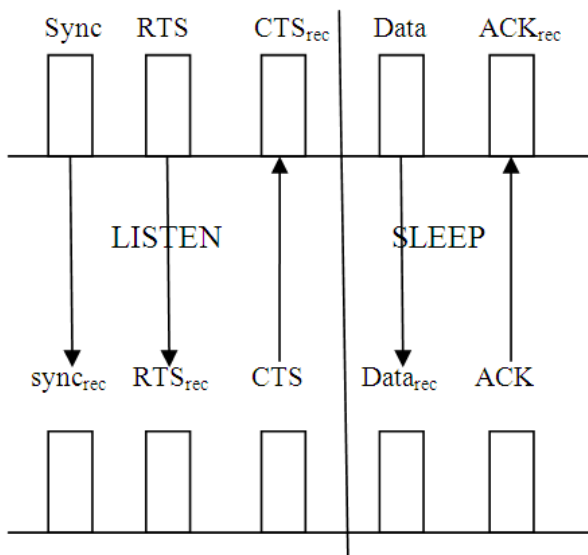 Sync RTS CTSrec Data ACKrec
LISTEN SLEEP
syncrec RTSrec CTS Datarec ACK